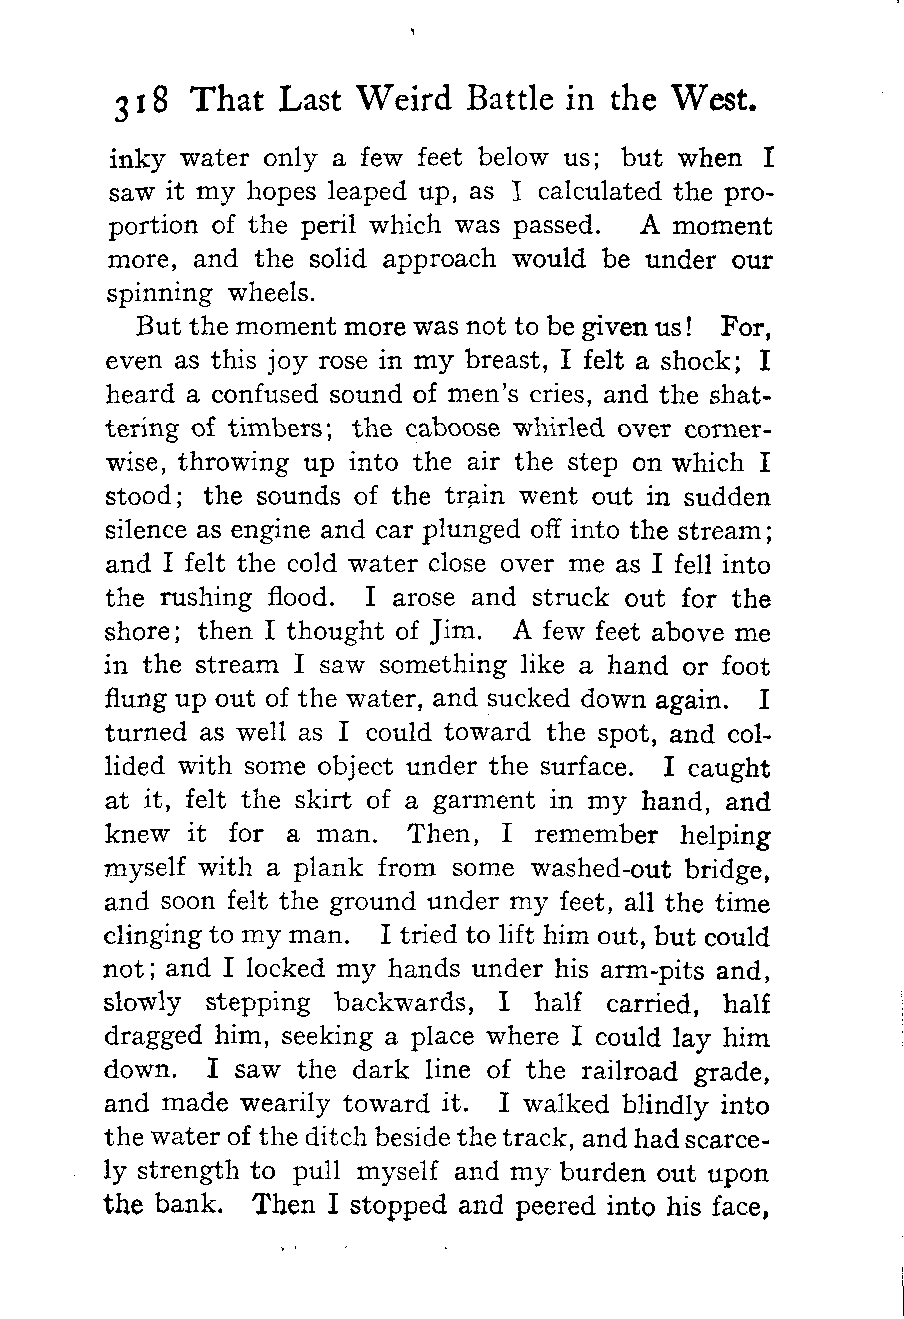 318 That Last Weird Battle in the West.
inky water only a few feet below us; but when I
saw it my hopes leaped up, as I calculated the pro-
portion of the peril which was passed. A moment
more, and the solid approach would be under our
spinning wheels.
But the moment more was not to be given us! For,
even as this joy rose in my breast, I felt a shock; I
heard a confused sound of men's cries, and the shat-
tering of timbers; the caboose whirled over corner-
wise, throwing up into the air the step on which I
stood; the sounds of the train went out in sudden
silence as engine and car plunged off into the stream;
and I felt the cold water close over me as I fell into
the rushing flood. I arose and struck out for the
shore; then I thought of Jim. A few feet above me
in the stream I saw something like a hand or foot
flung up out of the water, and sucked down again. I
turned as well as I could toward the spot, and col-
lided with some object under the surface. I caught
at it, felt the skirt of a garment in my hand, and
knew it for a man. Then, I remember helping
myself with a plank from some washed-out bridge,
and soon felt the ground under my feet, all the time
clinging to my man. I tried to lift him out, but could
not; and I locked my hands under his arm-pits and,
slowly stepping backwards, I half carried, half
dragged him, seeking a place where I could lay him
down. I saw the dark line of the railroad grade,
and made wearily toward it. I walked blindly into
the water of the ditch beside the track, and had scarce-
ly strength to pull myself and my burden out upon
the bank. Then I stopped and peered into his face,